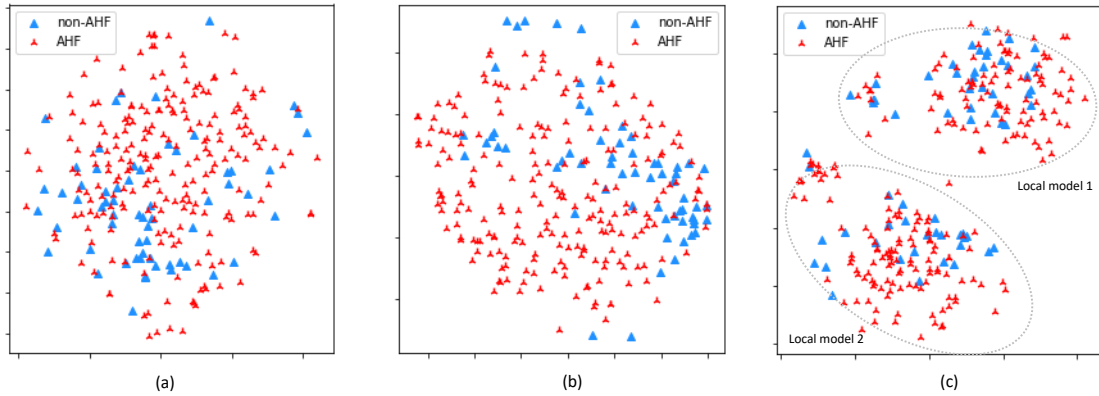 non-AHF
AHF
non-AHF
AHF
non-AHF
AHF
Local model 1
Local model 2
(a)
(b)
(c)